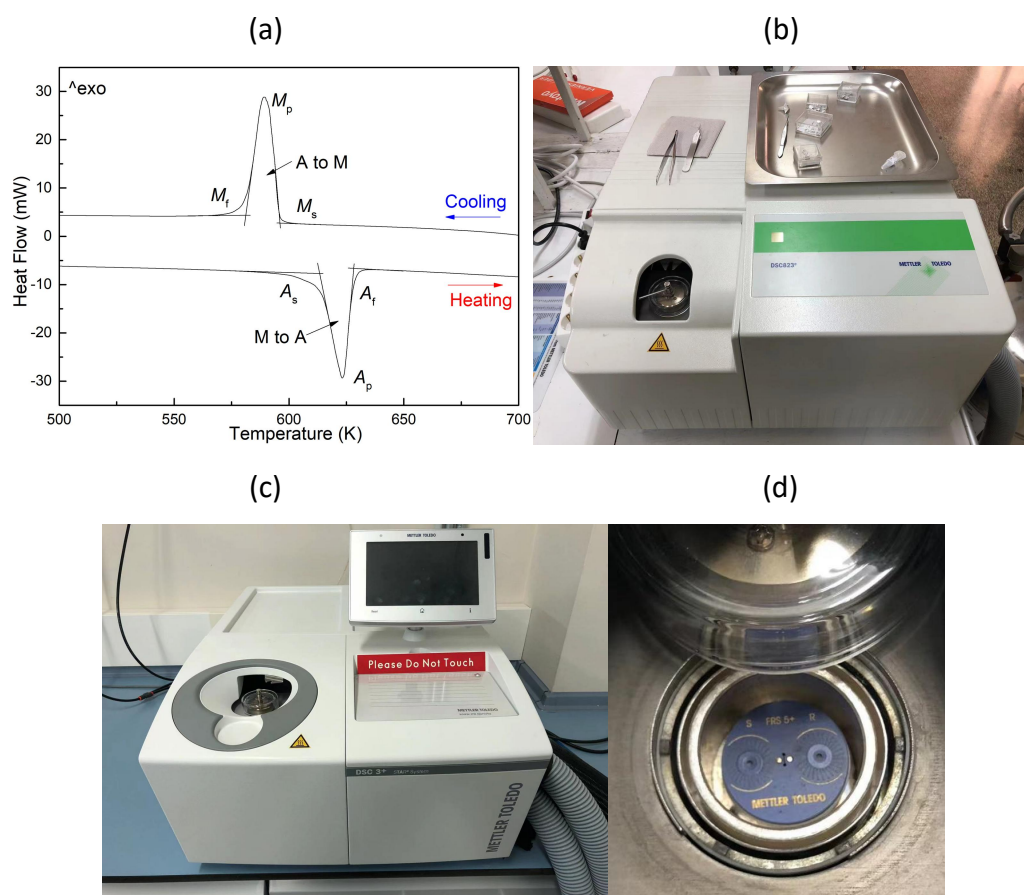 (a)
(b)
^exo
30
20
10
0
-10
-20
-30
Heat Flow (mW)
Mp
A to M
Mf
Ms
Cooling
As
Af
Heating
M to A
Ap
500
550
600
650
700
Temperature (K)
DSC823e
METTLER TOLEDO
(c)
(d)
METTLER TOLEDO
Please Do Not Touch
METTLER TOLEDO
DSC 3+
METTLER TOLEDO
S FRS 5+ R
METTLER TOLEDO